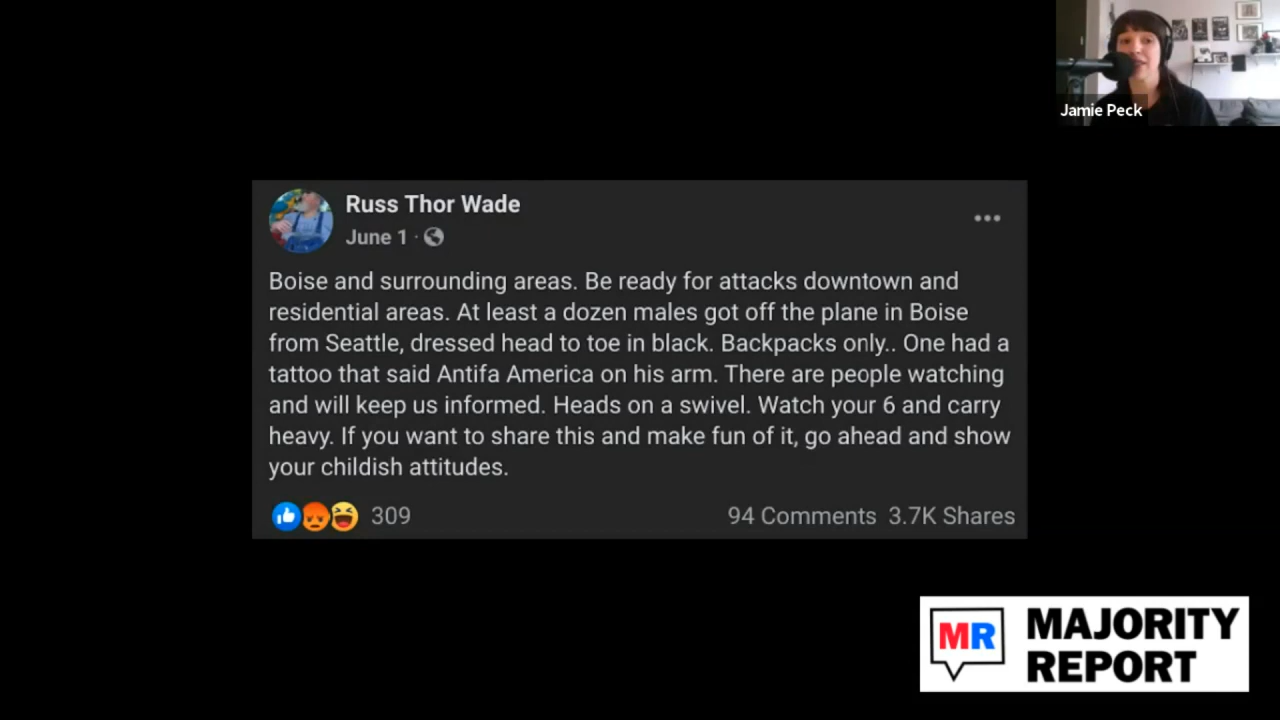 Jamie Peck
Russ Thor Wade
June 1 ·
Boise and surrounding areas. Be ready for attacks downtown and
residential areas. At least a dozen males got off the plane in Boise
from Seattle, dressed head to toe in black. Backpacks only.. One had a
tattoo that said Antifa America on his arm. There are people watching
and will keep us informed. Heads on a swivel. Watch your 6 and carry
heavy. If you want to share this and make fun of it, go ahead and show
your childish attitudes.
309
94 Comments 3.7K Shares
MR
MAJORITY
REPORT